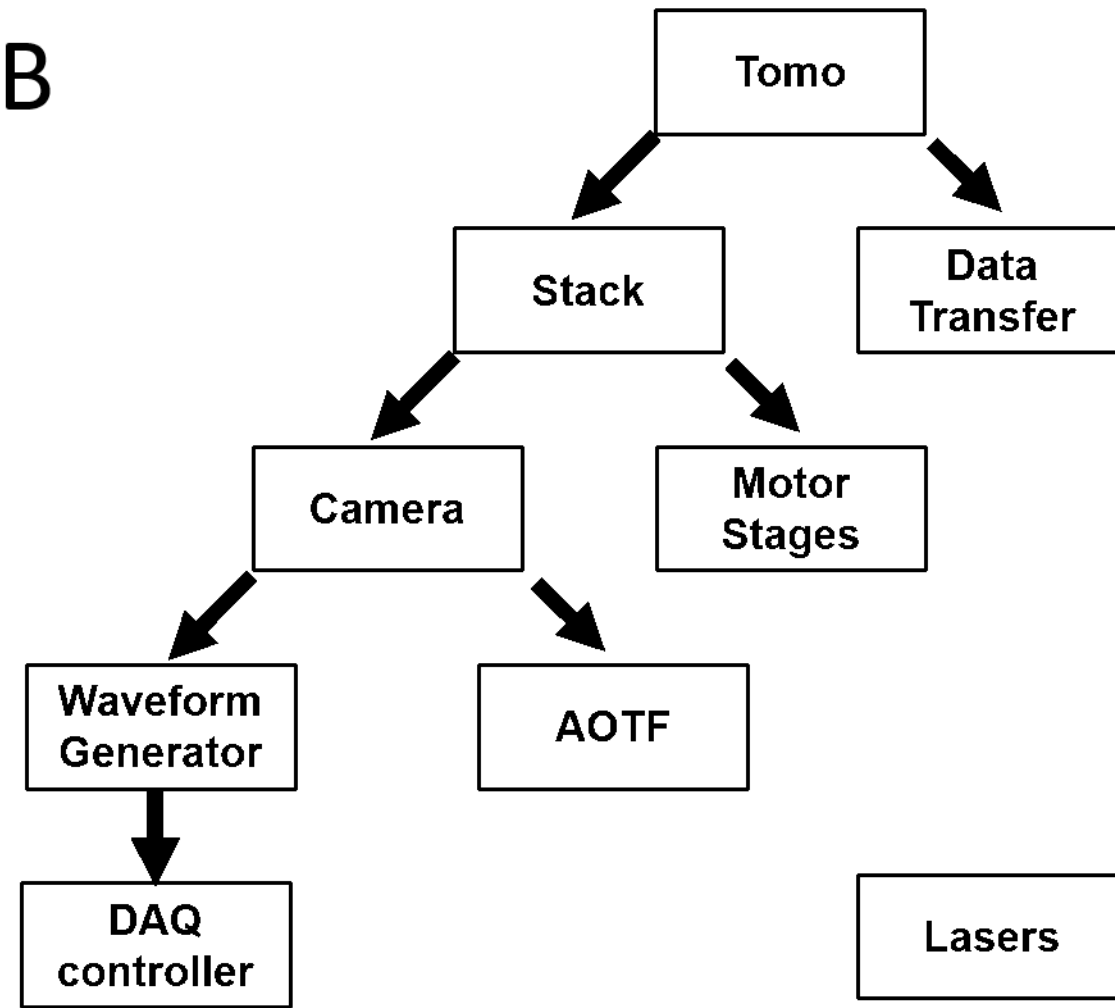 B
Tomo
Stack
Data
Transfer
Camera
Motor
Stages
Waveform
Generator
AOTF
DAQ
controller
Lasers